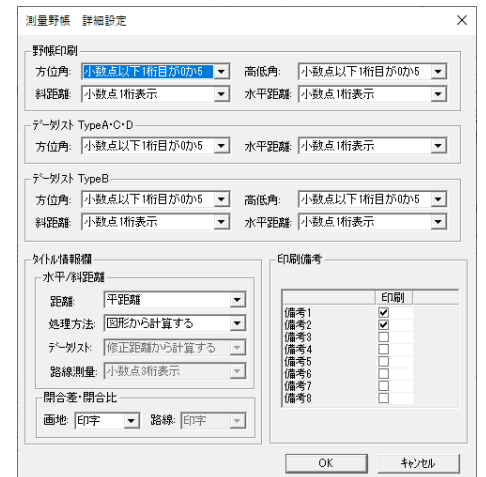 測量野帳　詳細設定
野帳印刷
方位角: 小数点以下1桁目が0か5 高低角: 小数点以下1桁目が0か5
斜距離: 小数点1桁表示 水平距離: 小数点1桁表示
ﾃﾞｰﾀﾘｽﾄ TypeA・C・D
方位角: 小数点以下1桁目が0か5 水平距離: 小数点1桁表示
ﾃﾞｰﾀﾘｽﾄ TypeB
方位角: 小数点以下1桁目が0か5 高低角: 小数点以下1桁目が0か5
斜距離: 小数点1桁表示 水平距離: 小数点1桁表示
ﾀｲﾄﾙ情報欄
水平/斜距離
距離: 平距離
処理方法: 図形から計算する
ﾃﾞｰﾀﾘｽﾄ: 修正距離から計算する
路線測量: 小数点3桁表示
開合差・開合比
画地: 印字 路線: 印字
印刷備考
印刷
備考1
備考2
備考3
備考4
備考5
備考6
備考7
備考8
OK ｷｬﾝｾﾙ